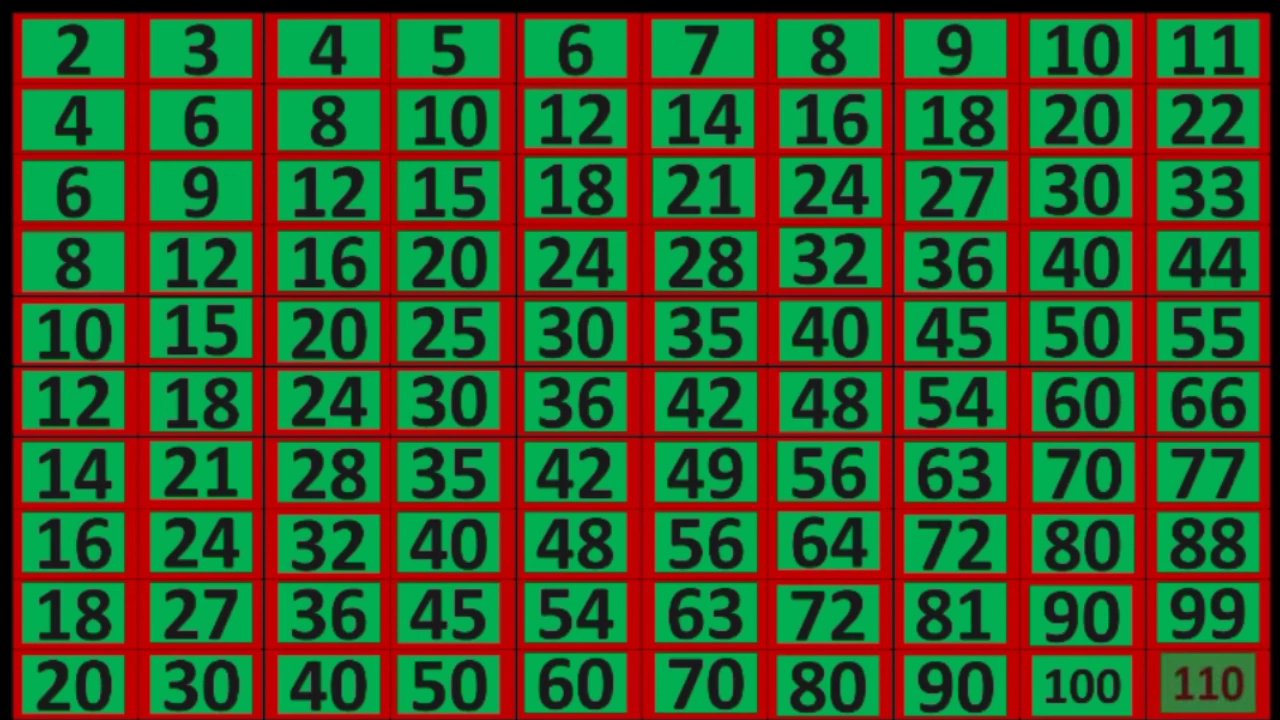 2 3 4 5 6 7 8 9 10 11
4 6 8 10 12 14 16 18 20 22
6 9 12 15 18 21 24 27 30 33
8 12 16 20 24 28 32 36 40 44
10 15 20 25 30 35 40 45 50 55
12 18 24 30 36 42 48 54 60 66
14 21 28 35 42 49 56 63 70 77
16 24 32 40 48 56 64 72 80 88
18 27 36 45 54 63 72 81 90 99
20 30 40 50 60 70 80 90 100 110